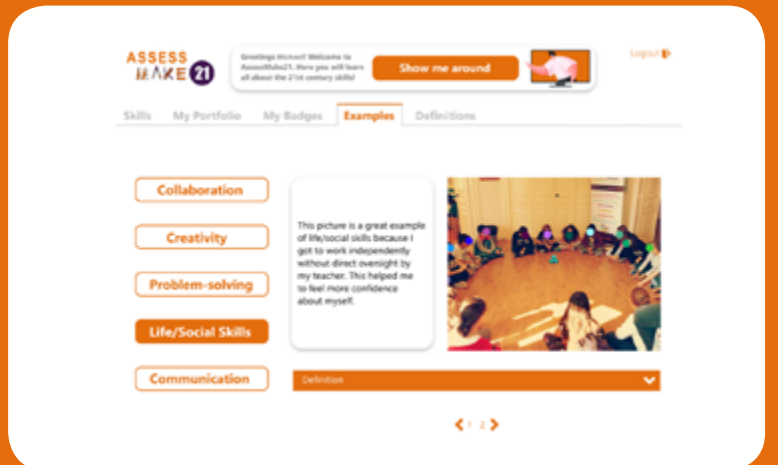 ASSESS
MAKE 21
Greetings Michael! Welcome to
AssessMake21. Here you will learn
all about the 21st century skills!
Show me around
Logout
Skills My Portfolio My Badges Examples Definitions
Collaboration
Creativity
Problem-solving
Life/Social Skills
Communication
This picture is a great example
of life/social skills because I
got to work independently
without direct oversight by
my teacher. This helped me
to feel more confidence
about myself.
Definition
1 2